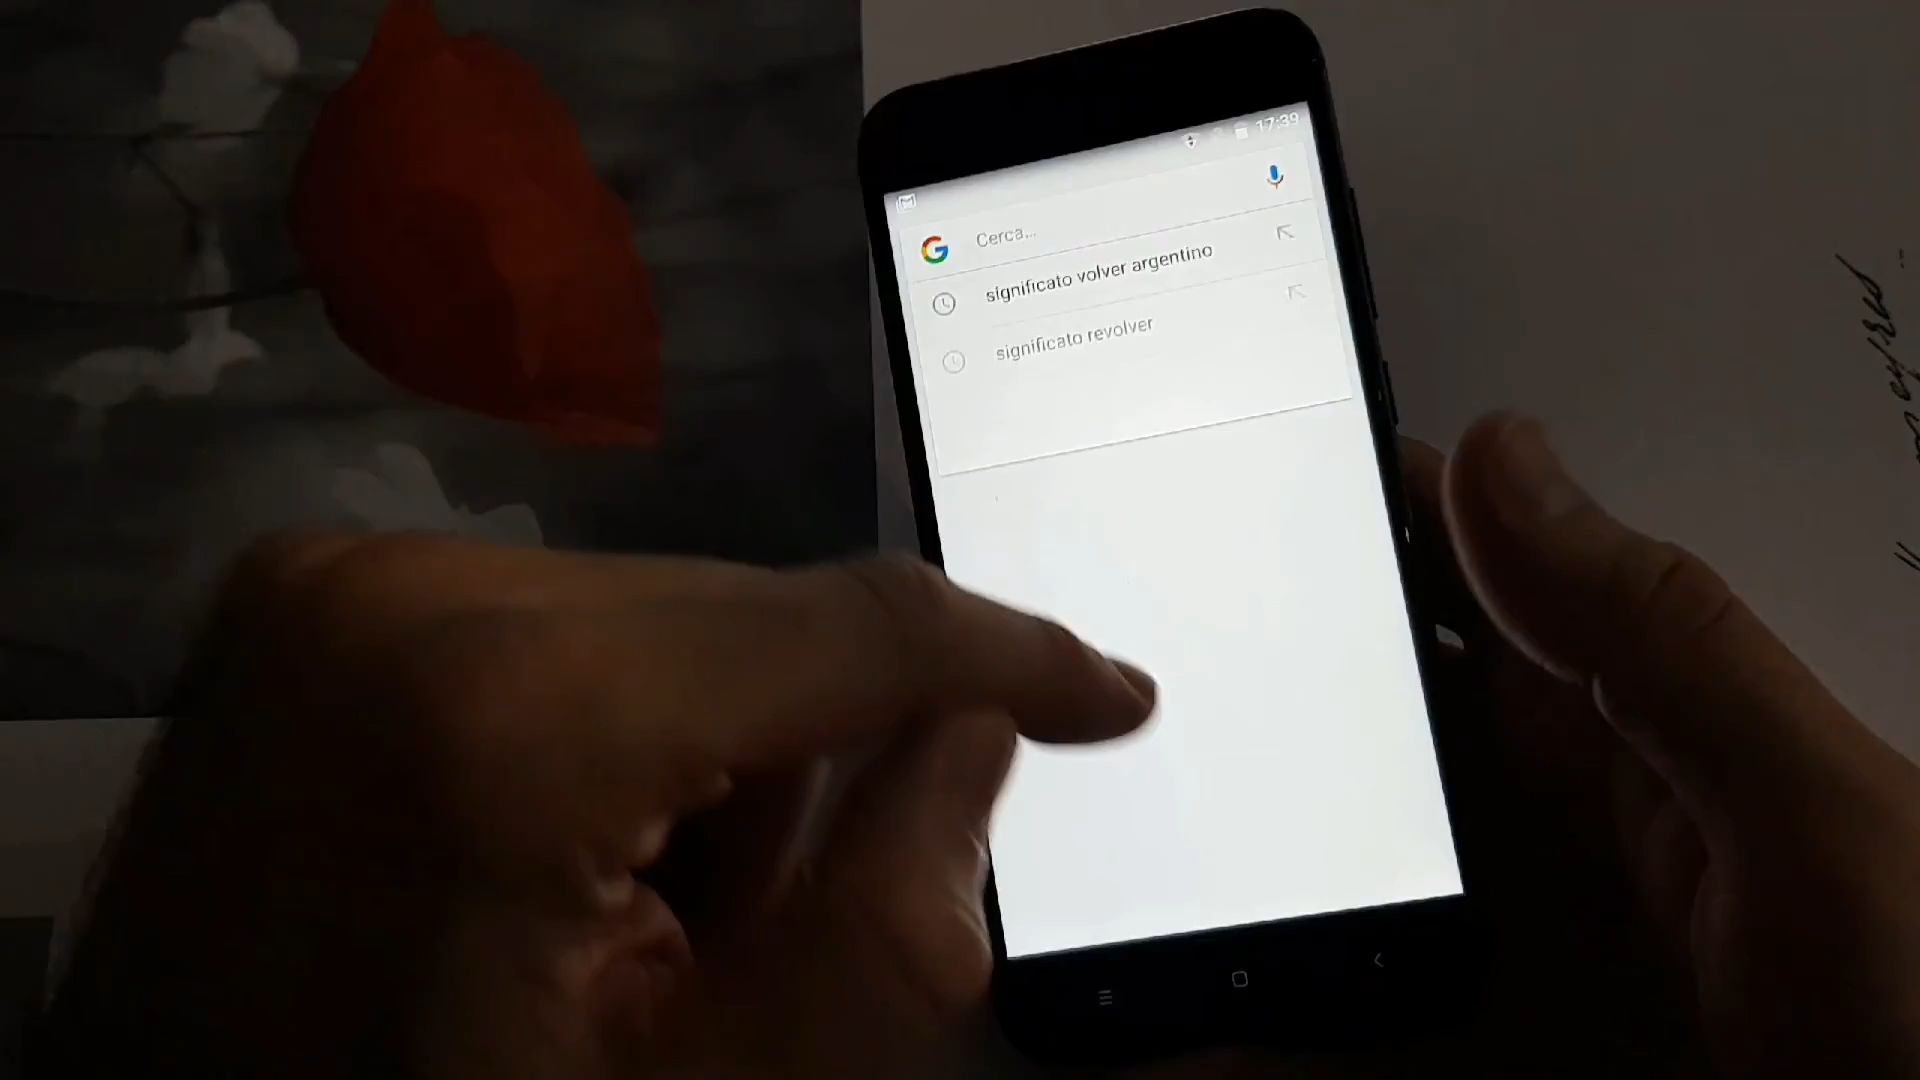 17:39
Cerca...
significato volver argentino
significato revolver